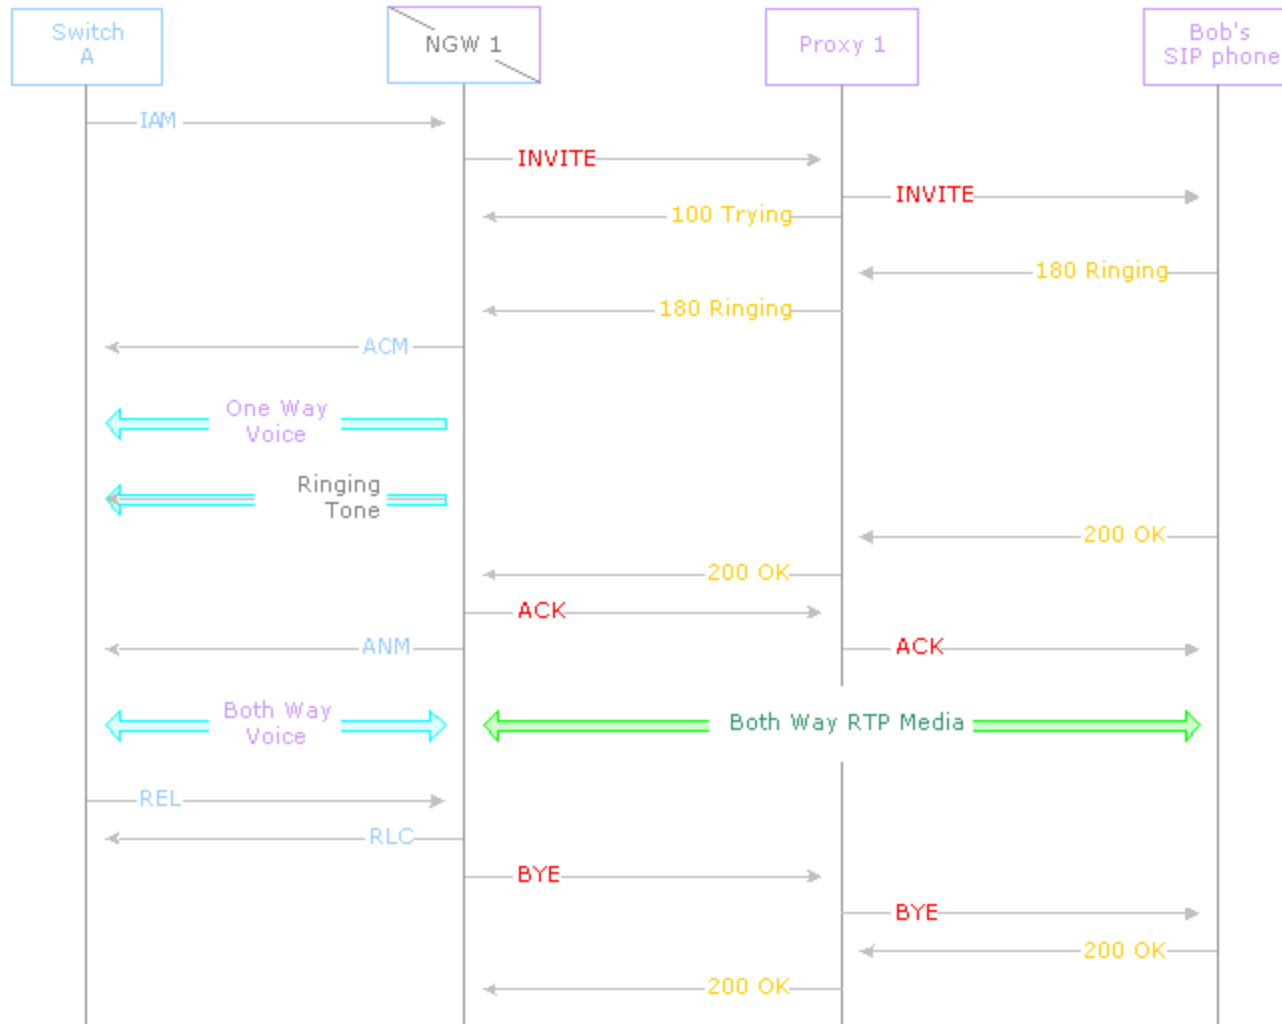 Switch
A
NGW 1
Proxy 1
Bob's
SIP phone
IAM
INVITE
INVITE
100 Trying
180 Ringing
180 Ringing
ACM
One Way
Voice
Ringing
Tone
200 OK
200 OK
ACK
ANM
ACK
Both Way
Voice
Both Way RTP Media
REL
RLC
BYE
BYE
200 OK
200 OK